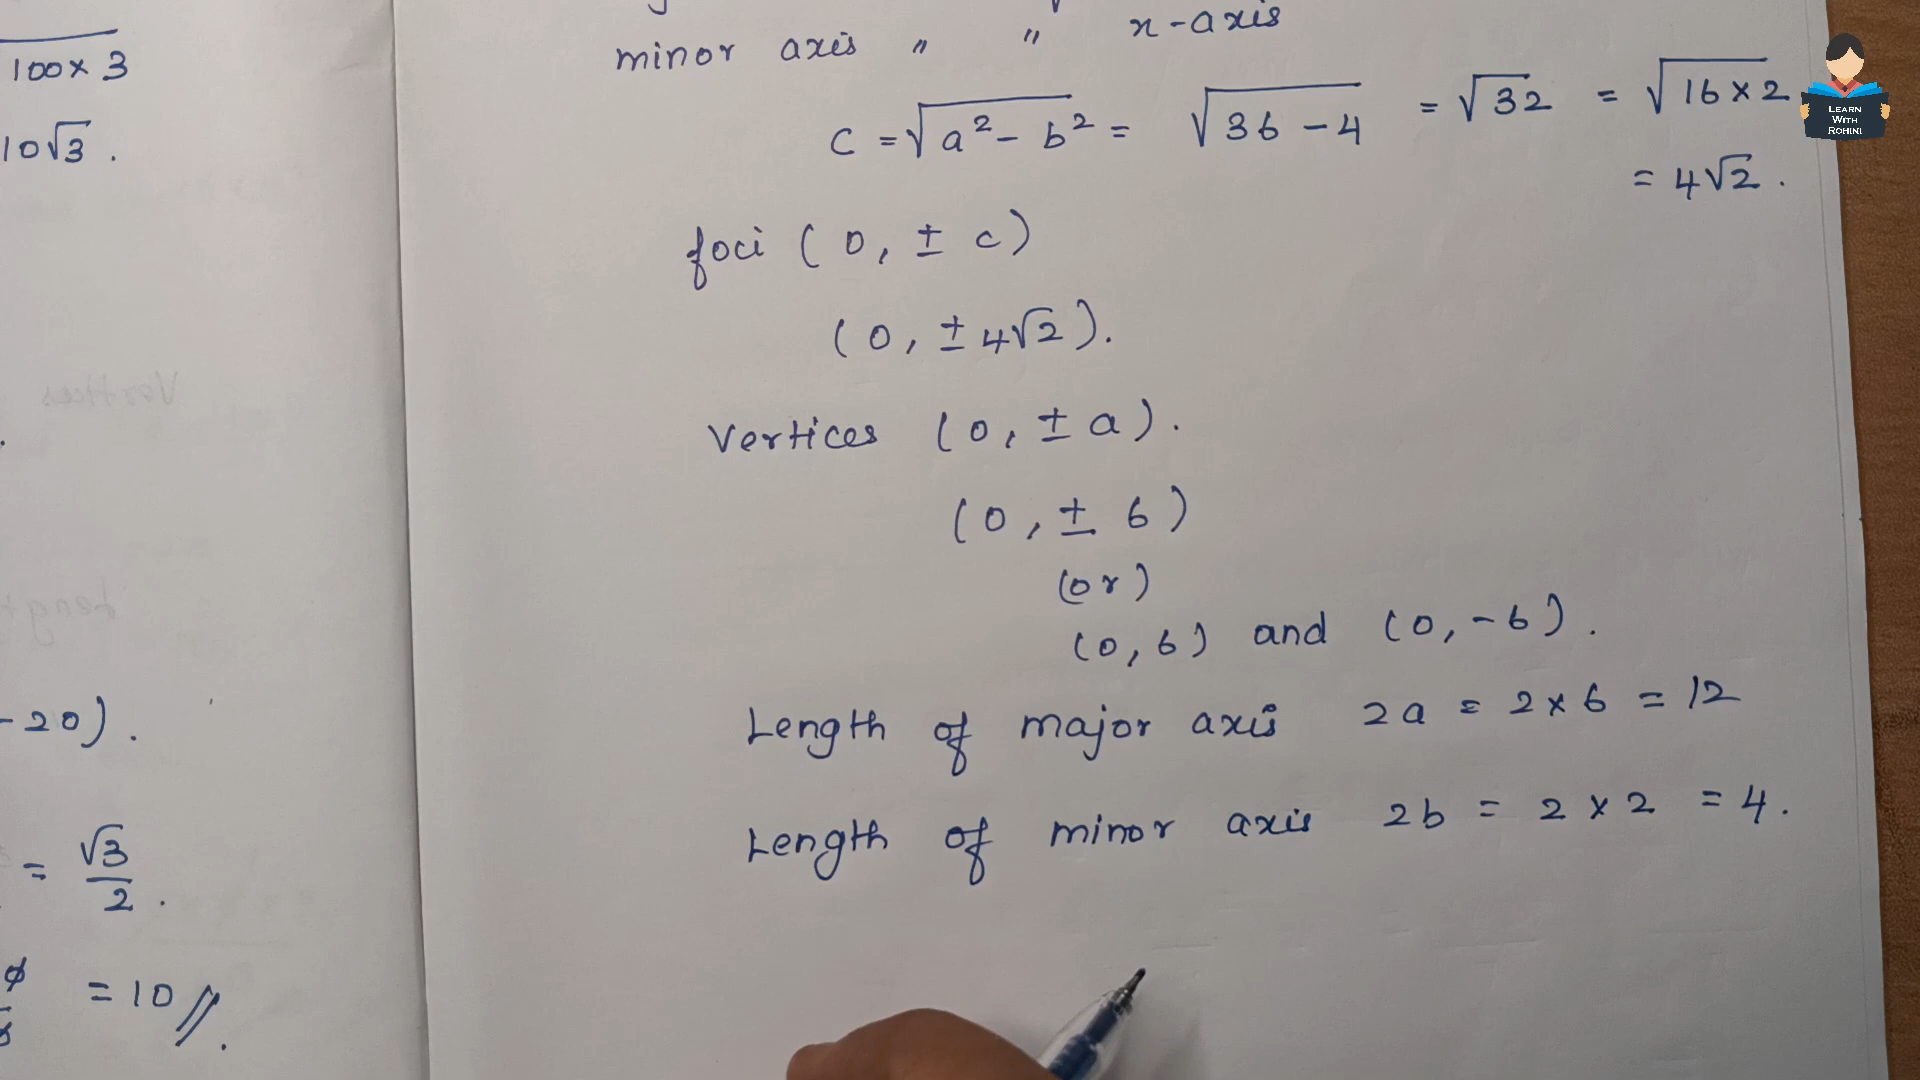 100 × 3
10√3 .
- 20) .
= √3/2 .
= 10 //.
minor axis " " x-axis
c = √a² - b² = √36 - 4 = √32 = √16 × 2
= 4√2 .
foci ( 0, ± c)
( 0, ± 4√2 ).
Vertices ( 0, ± a ) .
( 0, ± 6 )
(or)
(0, 6) and (0, -6) .
Length of major axis 2a = 2 × 6 = 12
Length of minor axis 2b = 2 × 2 = 4 .
LEARN
WITH
ROHINI